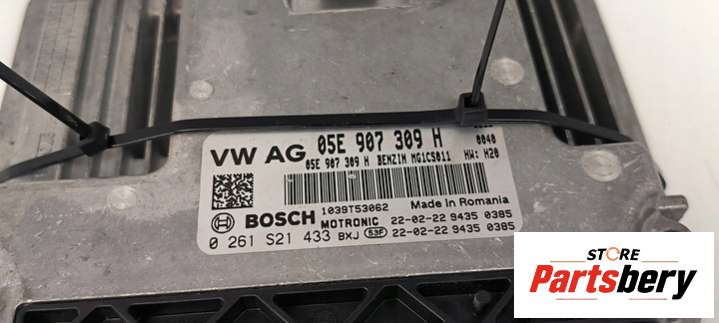 VW AG 05E 907 309 H 0040
05E 907 309 H BENZIN MG1CS011 HW: H20
1039T53062 Made in Romania
BOSCH MOTRONIC 22-02-22 9435 0385
0 261 S21 433 BXJ 53F 22-02-22 9435 0385
STORE
Partsbery